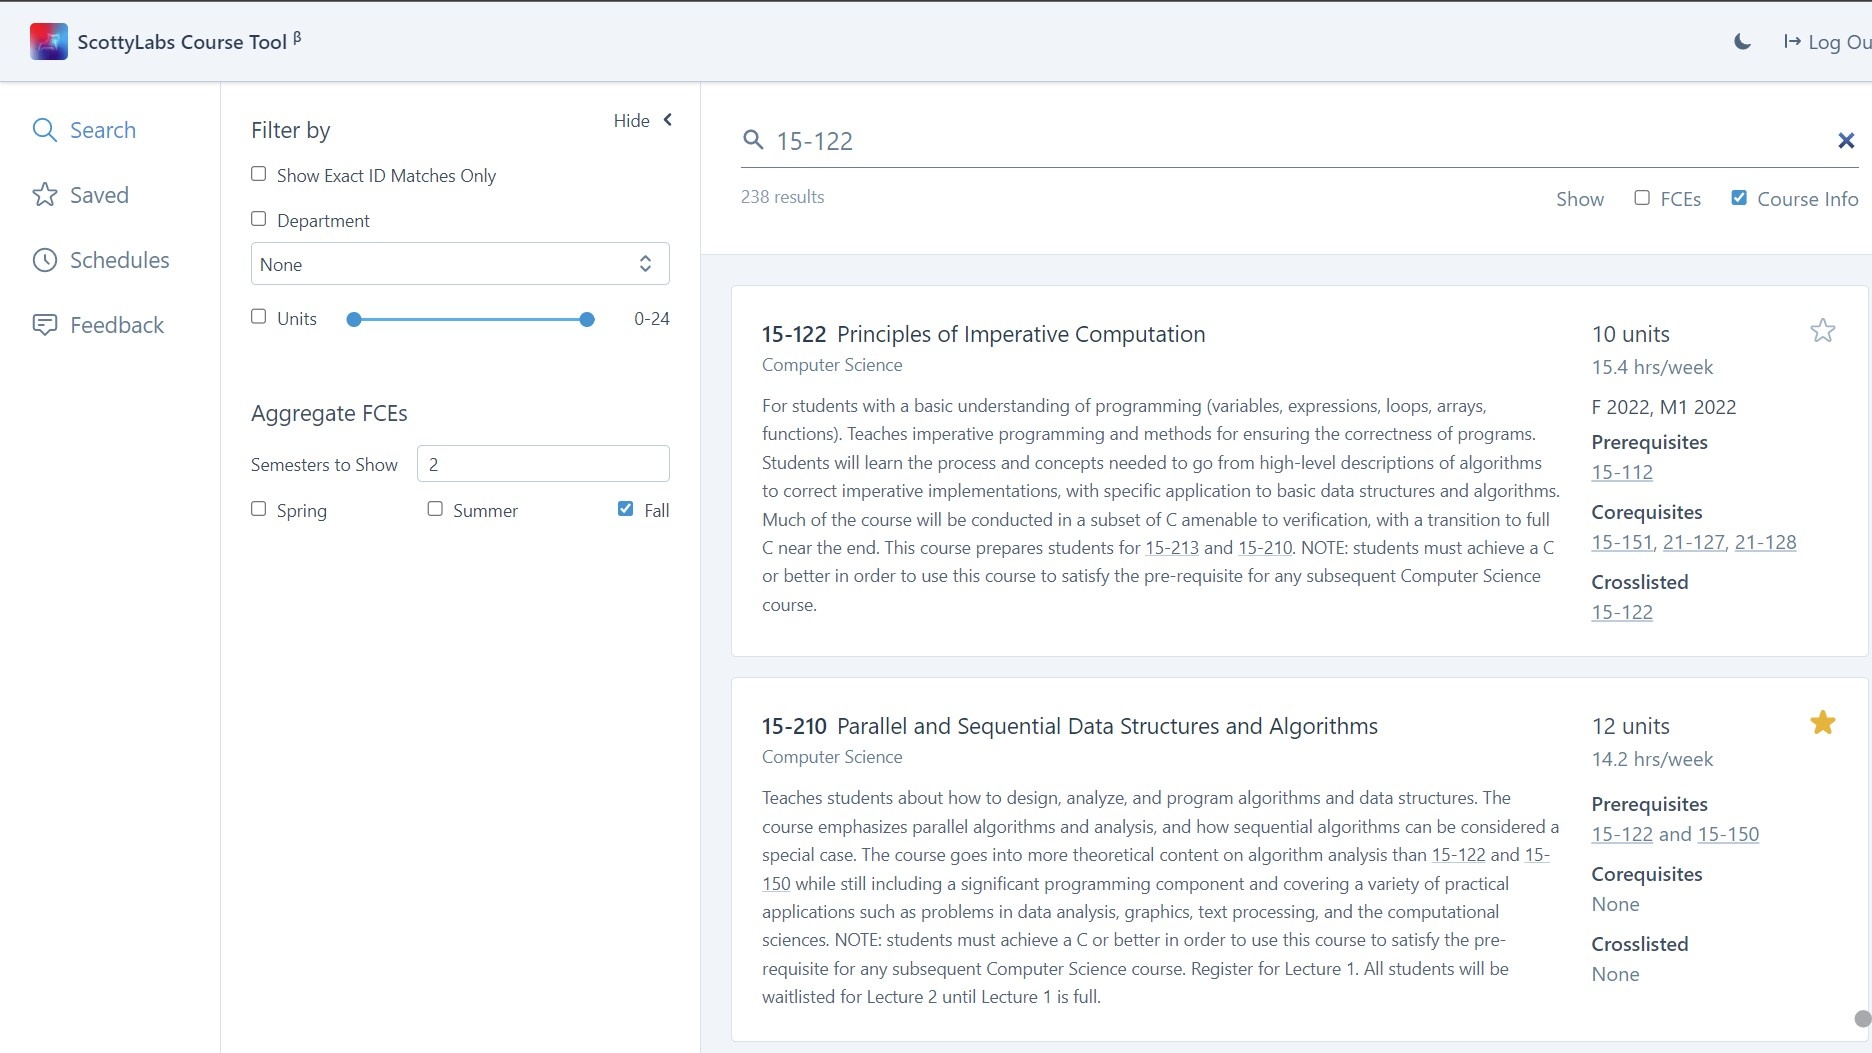 ScottyLabs Course Tool β
Log Ou
Search
Saved
Schedules
Feedback
Filter by
Hide
Show Exact ID Matches Only
Department
None
Units
0-24
Aggregate FCEs
Semesters to Show
2
Spring
Summer
Fall
15-122
238 results
Show
FCEs
Course Info
15-122 Principles of Imperative Computation
Computer Science
For students with a basic understanding of programming (variables, expressions, loops, arrays,
functions). Teaches imperative programming and methods for ensuring the correctness of programs.
Students will learn the process and concepts needed to go from high-level descriptions of algorithms
to correct imperative implementations, with specific application to basic data structures and algorithms.
Much of the course will be conducted in a subset of C amenable to verification, with a transition to full
C near the end. This course prepares students for 15-213 and 15-210. NOTE: students must achieve a C
or better in order to use this course to satisfy the pre-requisite for any subsequent Computer Science
course.
10 units
15.4 hrs/week
F 2022, M1 2022
Prerequisites
15-112
Corequisites
15-151, 21-127, 21-128
Crosslisted
15-122
15-210 Parallel and Sequential Data Structures and Algorithms
Computer Science
Teaches students about how to design, analyze, and program algorithms and data structures. The
course emphasizes parallel algorithms and analysis, and how sequential algorithms can be considered a
special case. The course goes into more theoretical content on algorithm analysis than 15-122 and 15-
150 while still including a significant programming component and covering a variety of practical
applications such as problems in data analysis, graphics, text processing, and the computational
sciences. NOTE: students must achieve a C or better in order to use this course to satisfy the pre-
requisite for any subsequent Computer Science course. Register for Lecture 1. All students will be
waitlisted for Lecture 2 until Lecture 1 is full.
12 units
14.2 hrs/week
Prerequisites
15-122 and 15-150
Corequisites
None
Crosslisted
None